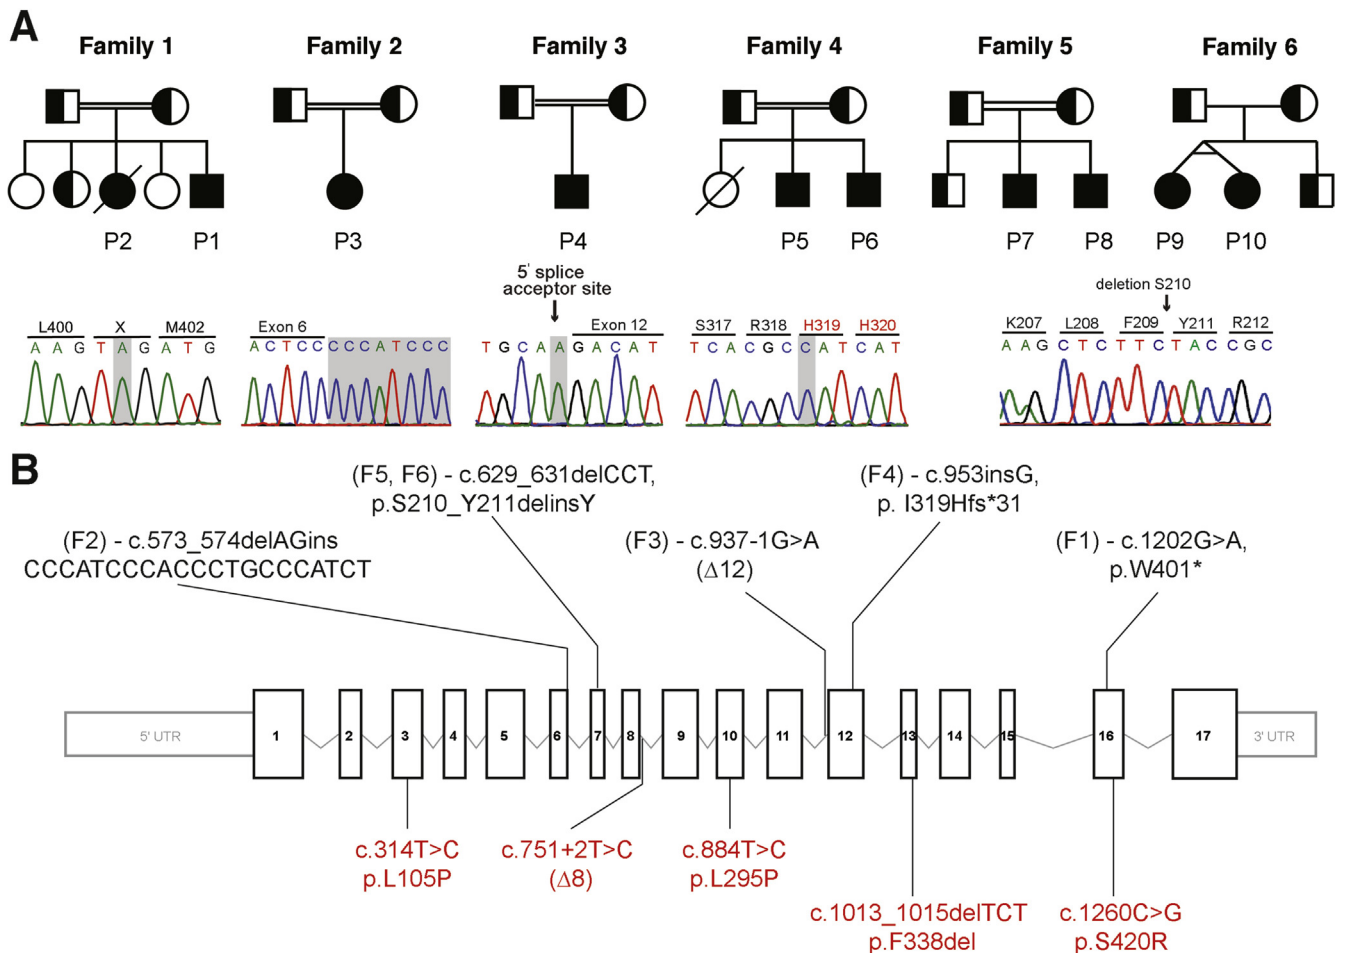 A
Family 1
Family 2
Family 3
Family 4
Family 5
Family 6
P2 P1
P3
P4
P5 P6
P7 P8
P9 P10
5' splice
acceptor site
deletion S210
L400 X M402
A A G T A G A T G
Exon 6
A C T C C C C C A T C C C
Exon 12
T G C A A G A C A T
S317 R318 H319 H320
T C A C G C C A T C A T
K207 L208 F209 Y211 R212
A A G C T C T T C T A C C G C
B
(F5, F6) - c.629_631delCCT,
p.S210_Y211delinsY
(F4) - c.953insG,
p. I319Hfs*31
(F2) - c.573_574delAGins
CCCATCCCACCCTGCCCATCT
(F3) - c.937-1G>A
(Δ12)
(F1) - c.1202G>A,
p.W401*
5' UTR 1 2 3 4 5 6 7 8 9 10 11 12 13 14 15 16 17 3' UTR
c.314T>C
p.L105P
c.751+2T>C
(Δ8)
c.884T>C
p.L295P
c.1013_1015delTCT
p.F338del
c.1260C>G
p.S420R